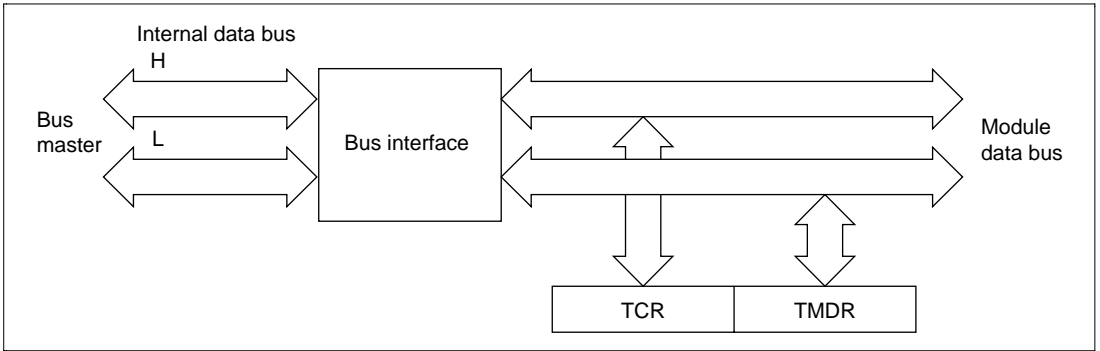 Internal data bus
H
Bus
master
L
Bus interface
Module
data bus
TCR
TMDR